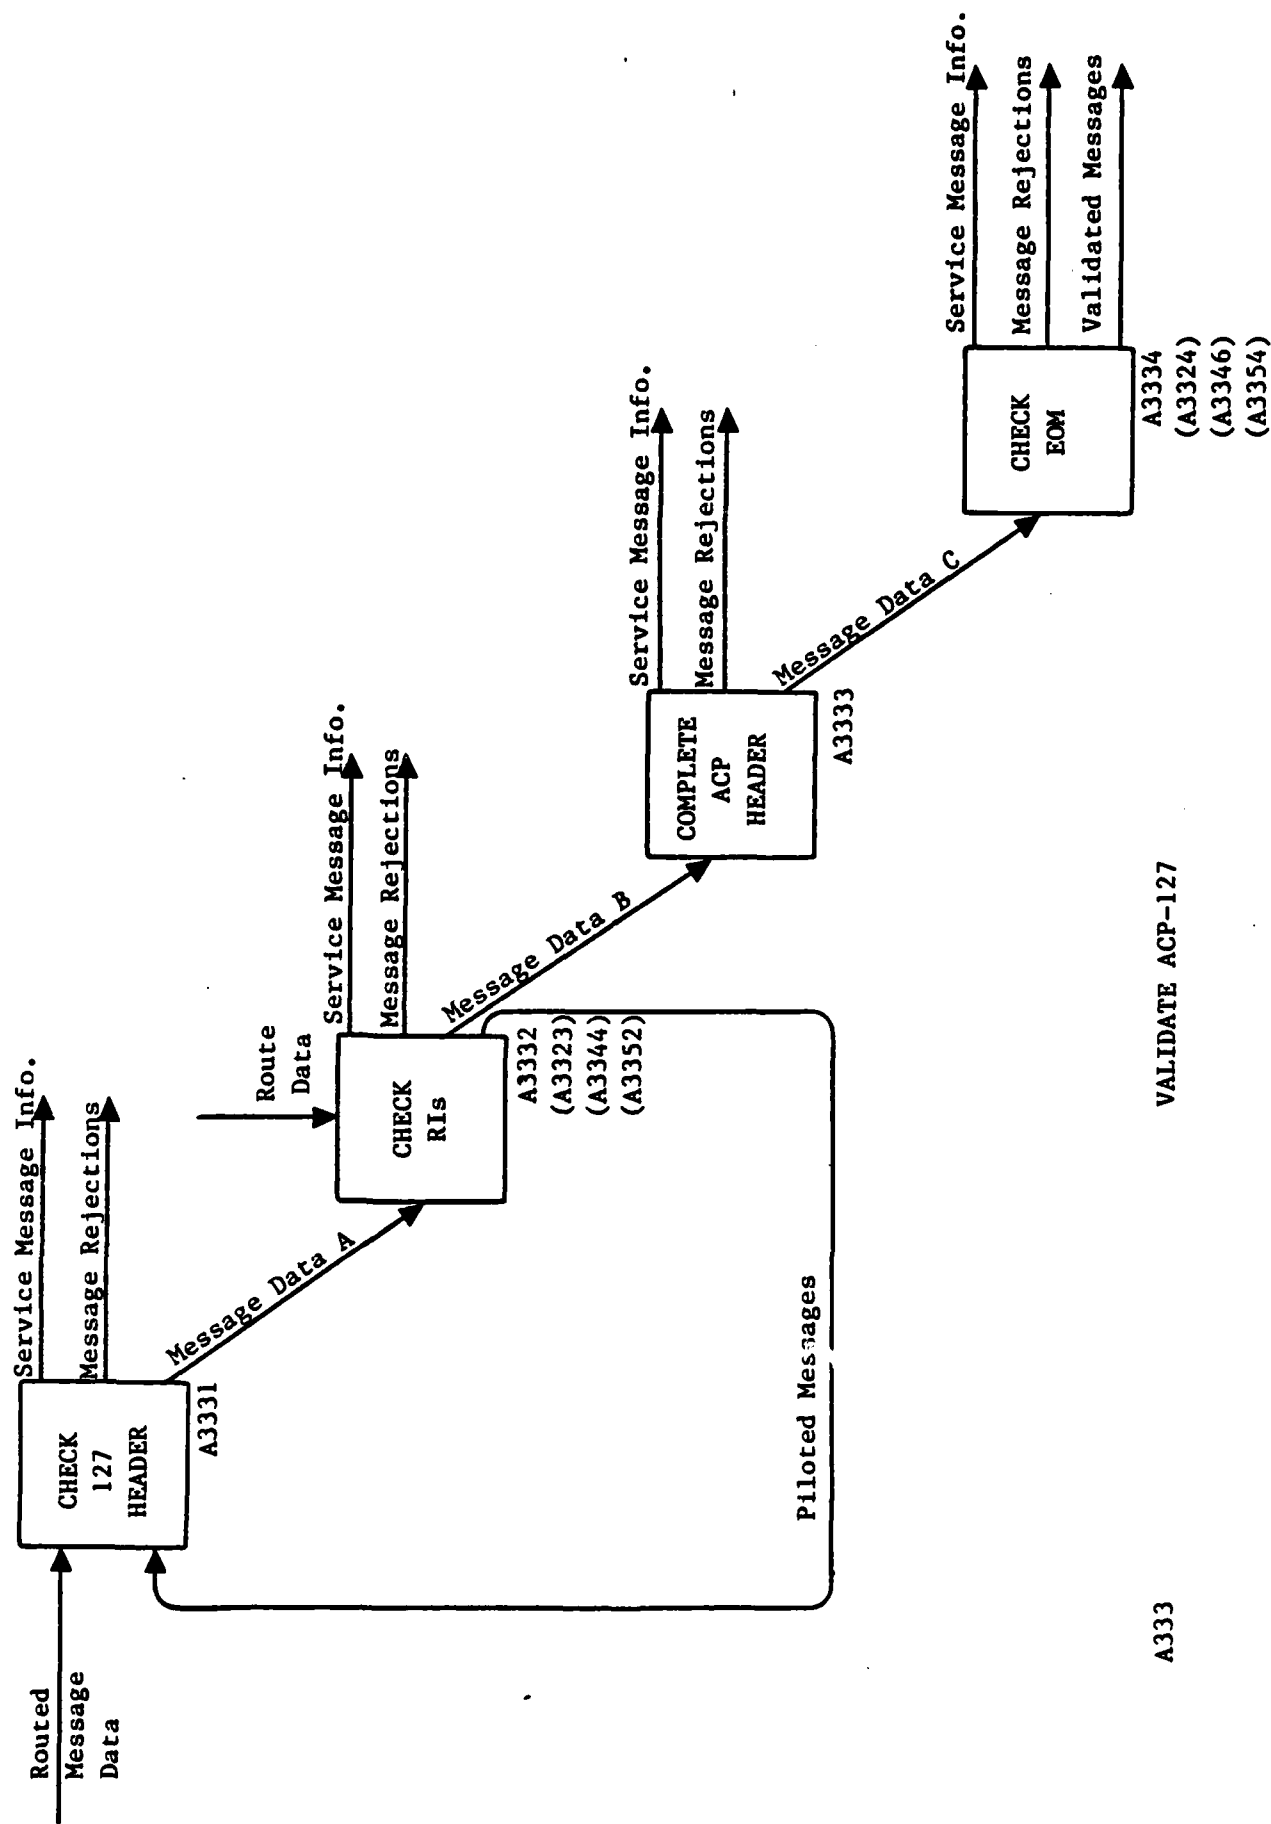 Routed
Message
Data
CHECK
127
HEADER
A3331
Service Message Info.
Message Rejections
Message Data A
Route
Data
CHECK
RIs
A3332
(A3323)
(A3344)
(A3352)
Service Message Info.
Message Rejections
Message Data B
Piloted Messages
COMPLETE
ACP
HEADER
A3333
Service Message Info.
Message Rejections
Message Data C
CHECK
EOM
A3334
(A3324)
(A3346)
(A3354)
Service Message Info.
Message Rejections
Validated Messages
A333
VALIDATE ACP-127